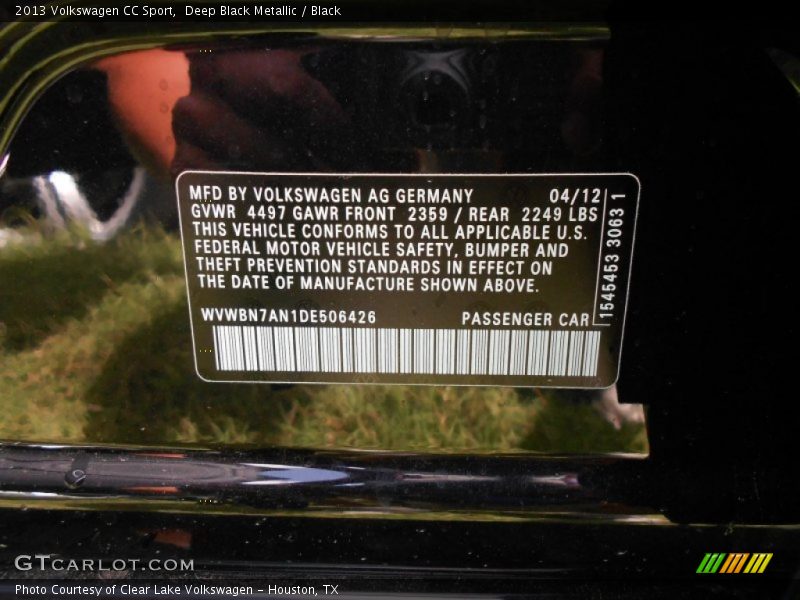 2013 Volkswagen CC Sport, Deep Black Metallic / Black
MFD BY VOLKSWAGEN AG GERMANY 04/12
GVWR 4497 GAWR FRONT 2359 / REAR 2249 LBS
THIS VEHICLE CONFORMS TO ALL APPLICABLE U.S.
FEDERAL MOTOR VEHICLE SAFETY, BUMPER AND
THEFT PREVENTION STANDARDS IN EFFECT ON
THE DATE OF MANUFACTURE SHOWN ABOVE.
WVWBN7AN1DE506426 PASSENGER CAR
1545453 30631
GTCARLOT.COM
Photo Courtesy of Clear Lake Volkswagen - Houston, TX